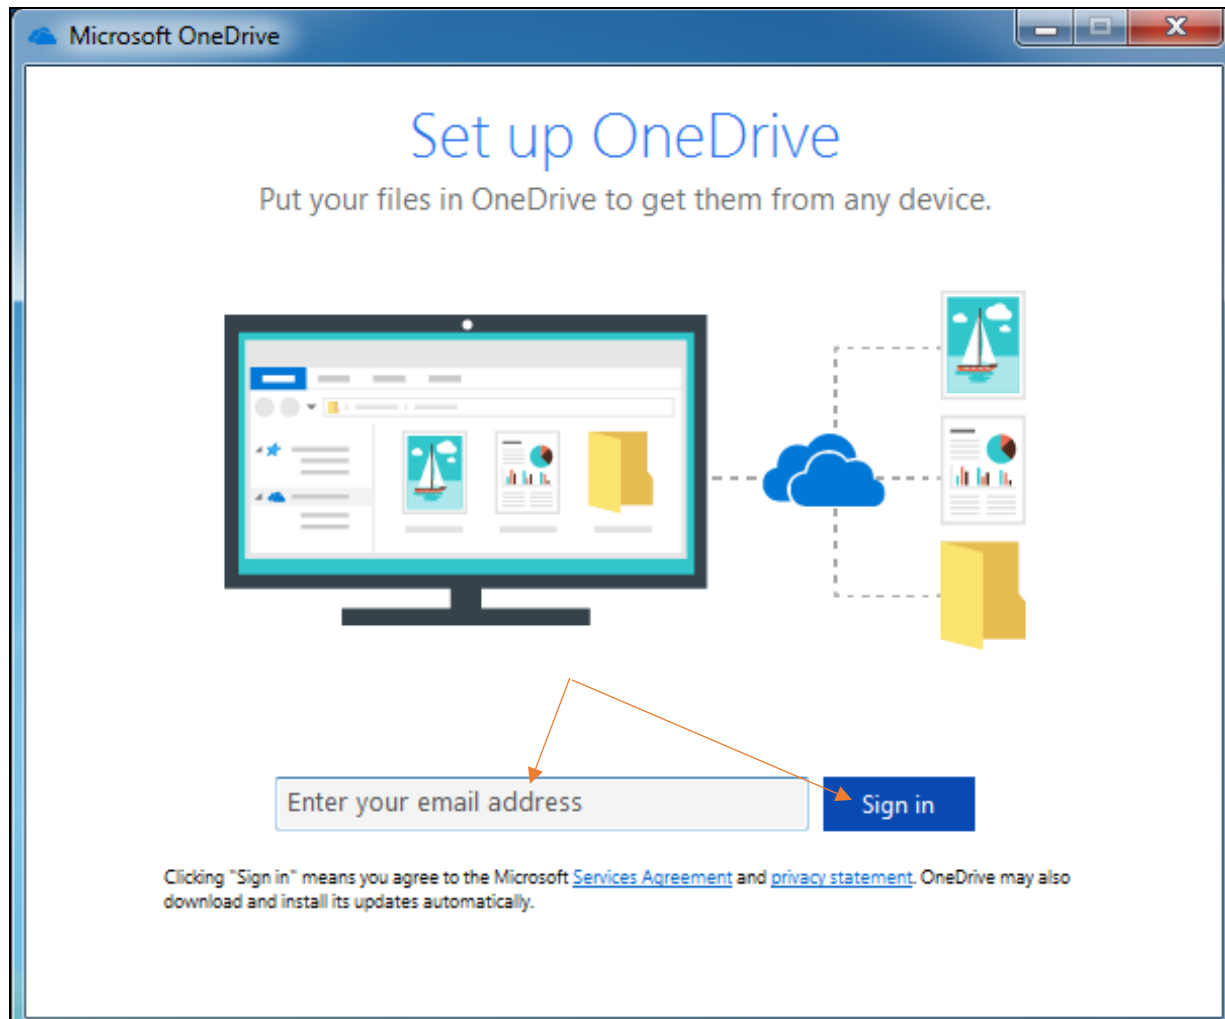 Microsoft OneDrive
Set up OneDrive
Put your files in OneDrive to get them from any device.
Enter your email address
Sign in
Clicking "Sign in" means you agree to the Microsoft Services Agreement and privacy statement. OneDrive may also
download and install its updates automatically.